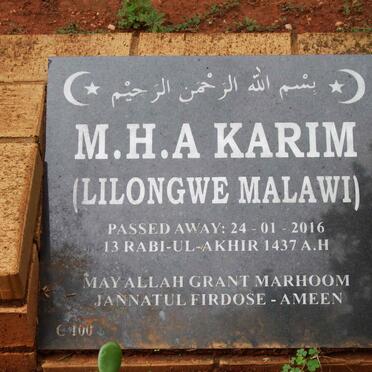 بسم الله الرحمن الرحيم
M.H.A KARIM
(LILONGWE MALAWI)
PASSED AWAY: 24 - 01 - 2016
13 RABI-UL-AKHIR 1437 A.H
MAY ALLAH GRANT MARHOOM
JANNATUL FIRDOSE - AMEEN
C 100